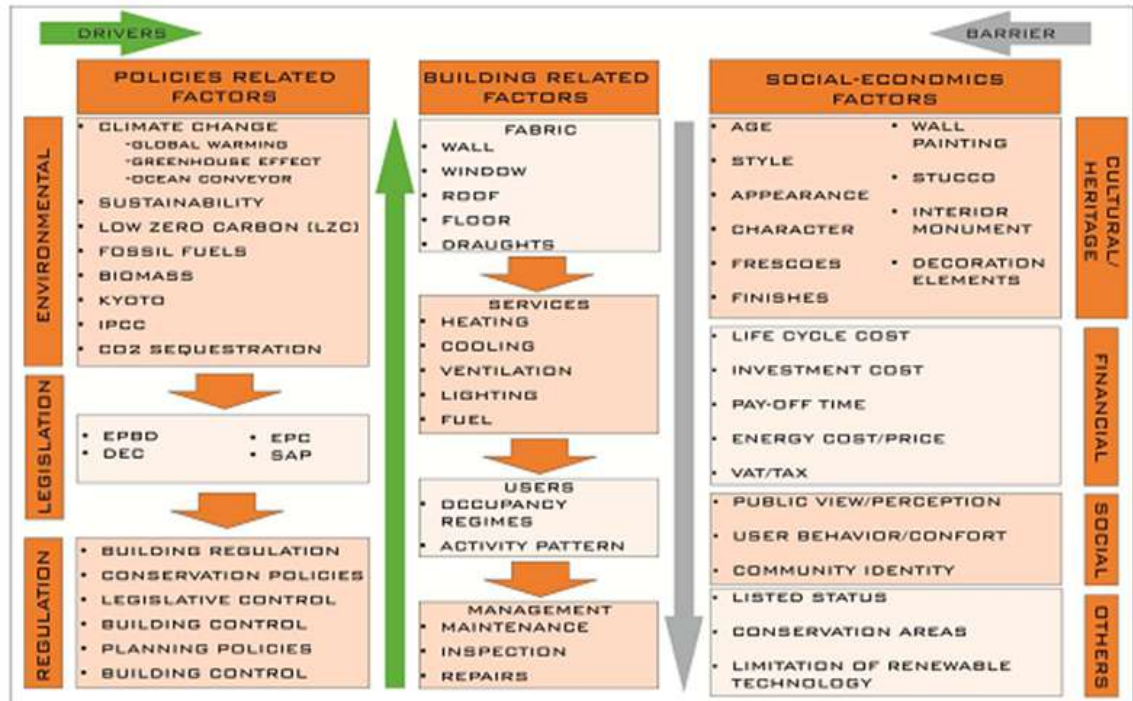 DRIVERS
BARRIER
POLICIES RELATED
FACTORS
BUILDING RELATED
FACTORS
SOCIAL-ECONOMICS
FACTORS
ENVIRONMENTAL
• CLIMATE CHANGE
-GLOBAL WARMING
-GREENHOUSE EFFECT
-OCEAN CONVEYOR
• SUSTAINABILITY
• LOW ZERO CARBON (LZC)
• FOSSIL FUELS
• BIOMASS
• KYOTO
• IPCC
• CO2 SEQUESTRATION
LEGISLATION
• EPBD
• DEC
• EPC
• SAP
REGULATION
• BUILDING REGULATION
• CONSERVATION POLICIES
• LEGISLATIVE CONTROL
• BUILDING CONTROL
• PLANNING POLICIES
• BUILDING CONTROL
FABRIC
• WALL
• WINDOW
• ROOF
• FLOOR
• DRAUGHTS
SERVICES
• HEATING
• COOLING
• VENTILATION
• LIGHTING
• FUEL
USERS
• OCCUPANCY
REGIMES
• ACTIVITY PATTERN
MANAGEMENT
• MAINTENANCE
• INSPECTION
• REPAIRS
• AGE
• STYLE
• APPEARANCE
• CHARACTER
• FRESCOES
• FINISHES
• WALL
PAINTING
• STUCCO
• INTERIOR
MONUMENT
• DECORATION
ELEMENTS
CULTURAL/
HERITAGE
• LIFE CYCLE COST
• INVESTMENT COST
• PAY-OFF TIME
• ENERGY COST/PRICE
• VAT/TAX
FINANCIAL
• PUBLIC VIEW/PERCEPTION
• USER BEHAVIOR/CONFORT
• COMMUNITY IDENTITY
SOCIAL
• LISTED STATUS
• CONSERVATION AREAS
• LIMITATION OF RENEWABLE
TECHNOLOGY
OTHERS